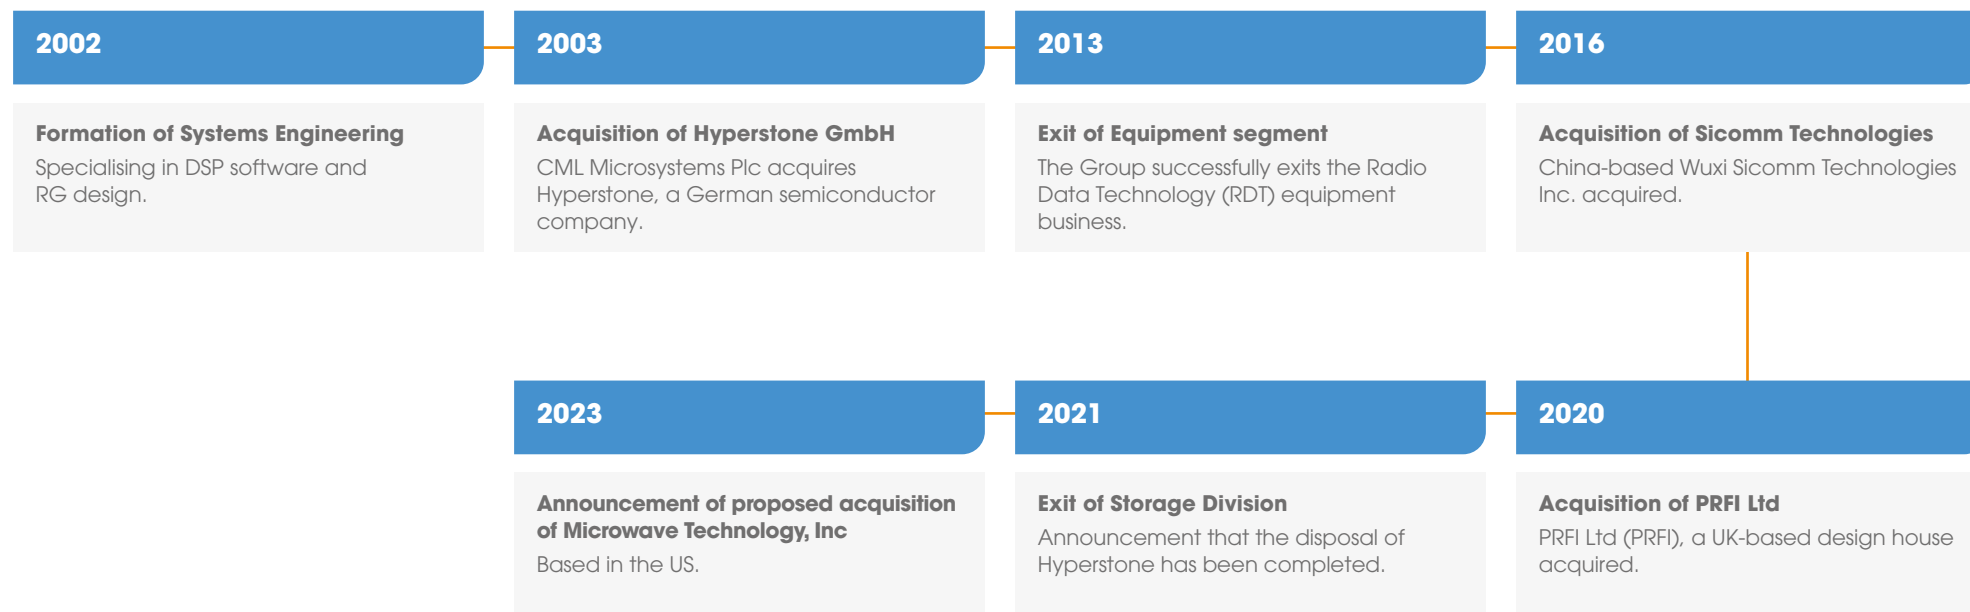 2002
Formation of Systems Engineering
Specialising in DSP software and
RG design.
2003
Acquisition of Hyperstone GmbH
CML Microsystems Plc acquires
Hyperstone, a German semiconductor
company.
2013
Exit of Equipment segment
The Group successfully exits the Radio
Data Technology (RDT) equipment
business.
2016
Acquisition of Sicomm Technologies
China-based Wuxi Sicomm Technologies
Inc. acquired.
2020
Acquisition of PRFI Ltd
PRFI Ltd (PRFI), a UK-based design house
acquired.
2021
Exit of Storage Division
Announcement that the disposal of
Hyperstone has been completed.
2023
Announcement of proposed acquisition
of Microwave Technology, Inc
Based in the US.